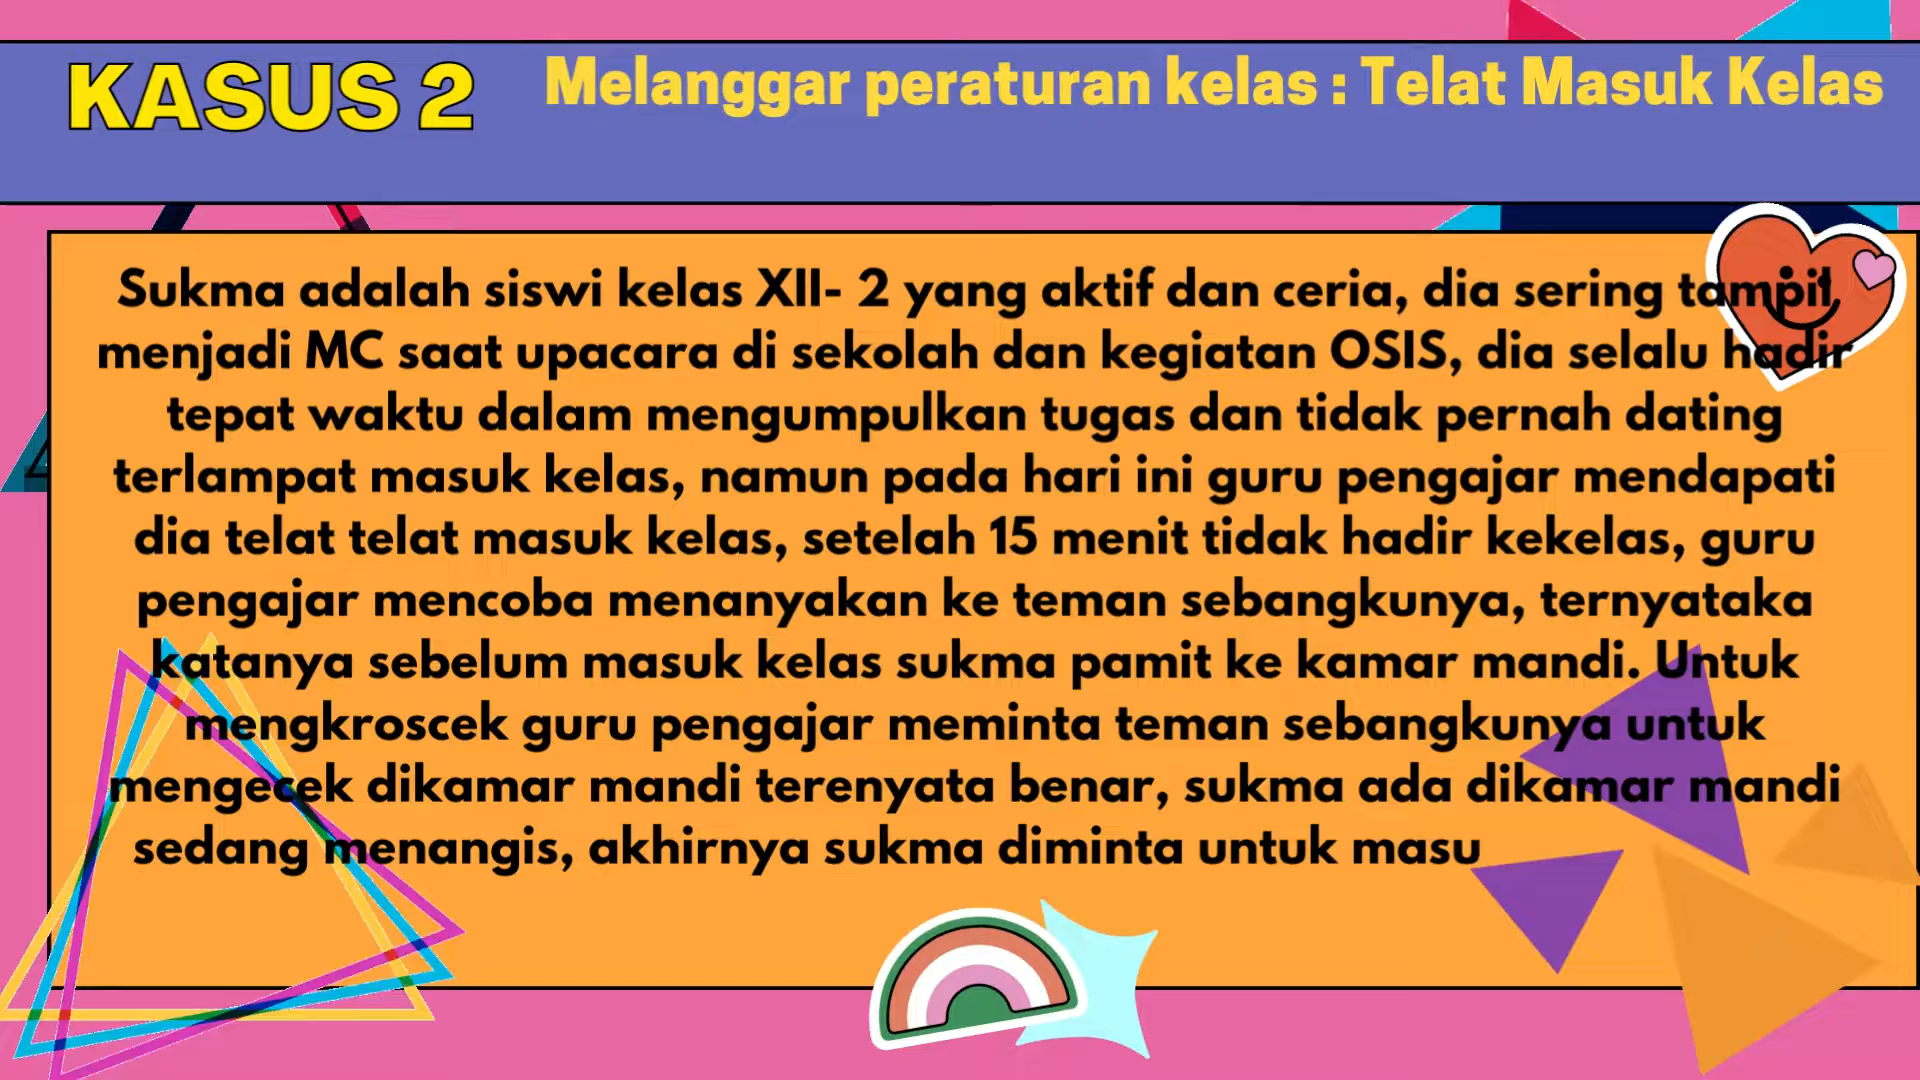 KASUS 2
Melanggar peraturan kelas : Telat Masuk Kelas
Sukma adalah siswi kelas XII- 2 yang aktif dan ceria, dia sering tampil
menjadi MC saat upacara di sekolah dan kegiatan OSIS, dia selalu hadir
tepat waktu dalam mengumpulkan tugas dan tidak pernah dating
terlampat masuk kelas, namun pada hari ini guru pengajar mendapati
dia telat telat masuk kelas, setelah 15 menit tidak hadir kekelas, guru
pengajar mencoba menanyakan ke teman sebangkunya, ternyataka
katanya sebelum masuk kelas sukma pamit ke kamar mandi. Untuk
mengkroscek guru pengajar meminta teman sebangkunya untuk
mengecek dikamar mandi terenyata benar, sukma ada dikamar mandi
sedang menangis, akhirnya sukma diminta untuk masu